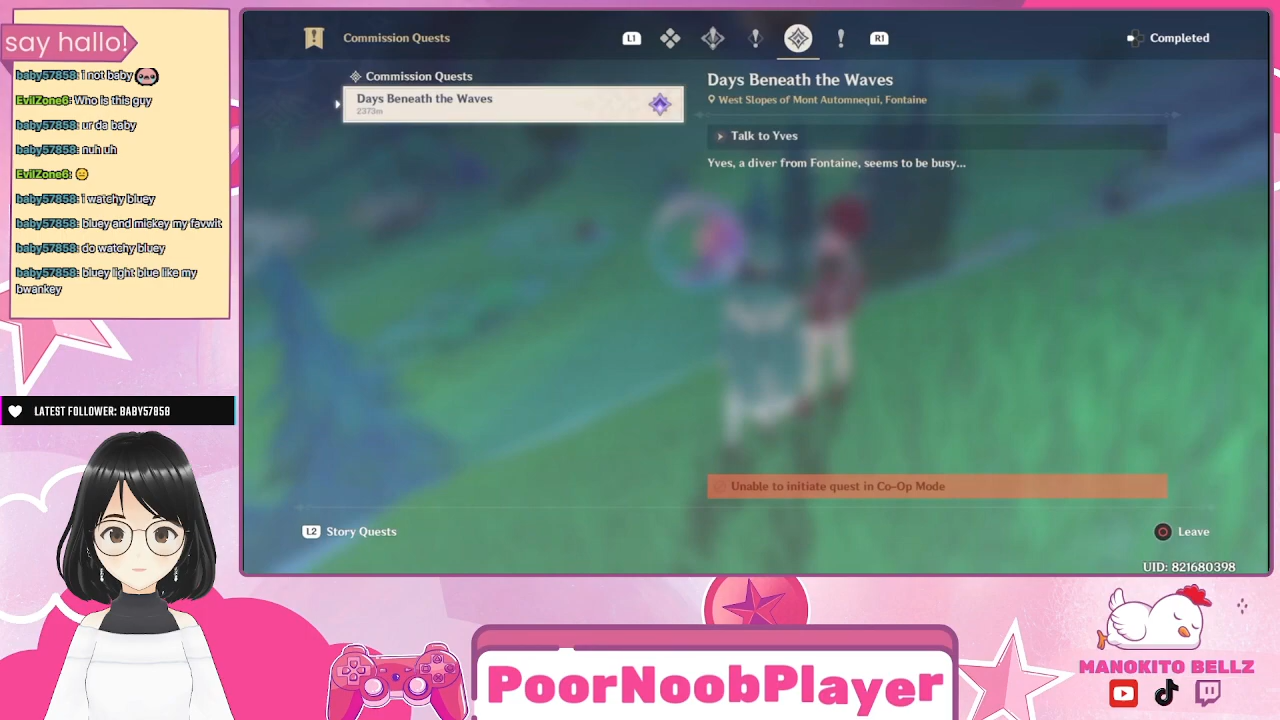 say hallo!
baby57858: i not baby
EvilZone6: Who is this guy
baby57858: ur da baby
baby57858: nuh uh
EvilZone6:
baby57858: i watchy bluey
baby57858: bluey and mickey my favwit
baby57858: do watchy bluey
baby57858: bluey light blue like my
bwankey
LATEST FOLLOWER: BABY57858
Commission Quests
L1
R1
Completed
Commission Quests
Days Beneath the Waves
2373m
Days Beneath the Waves
West Slopes of Mont Automnequi, Fontaine
Talk to Yves
Yves, a diver from Fontaine, seems to be busy...
Unable to initiate quest in Co-Op Mode
L2 Story Quests
Leave
UID: 821680398
PoorNoobPlayer
MANOKITO BELLZ